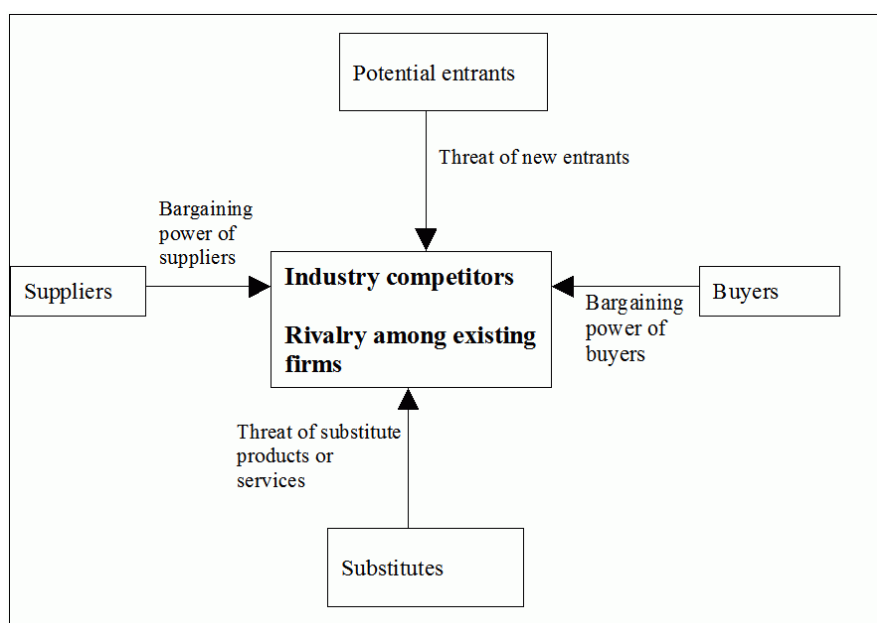 Potential entrants
Threat of new entrants
Bargaining
power of
suppliers
Suppliers
Industry competitors
Rivalry among existing
firms
Buyers
Bargaining
power of
buyers
Threat of substitute
products or
services
Substitutes